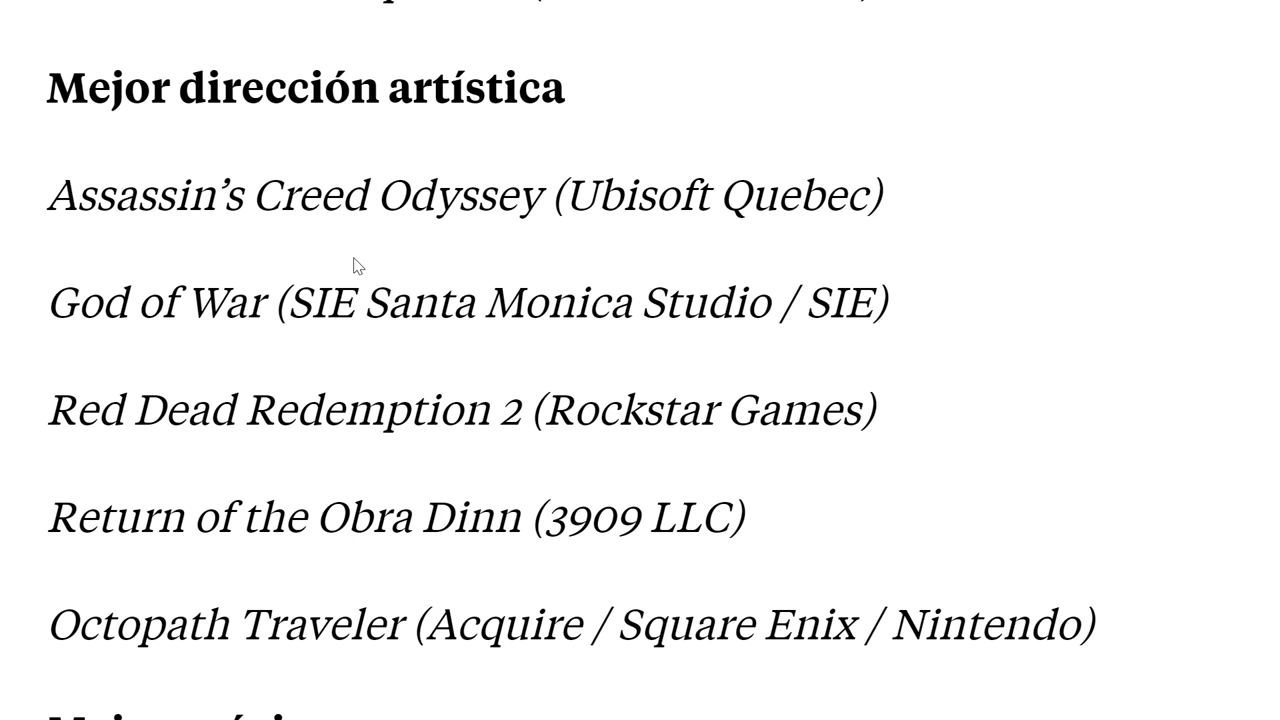 Mejor dirección artística
Assassin’s Creed Odyssey (Ubisoft Quebec)
God of War (SIE Santa Monica Studio / SIE)
Red Dead Redemption 2 (Rockstar Games)
Return of the Obra Dinn (3909 LLC)
Octopath Traveler (Acquire / Square Enix / Nintendo)